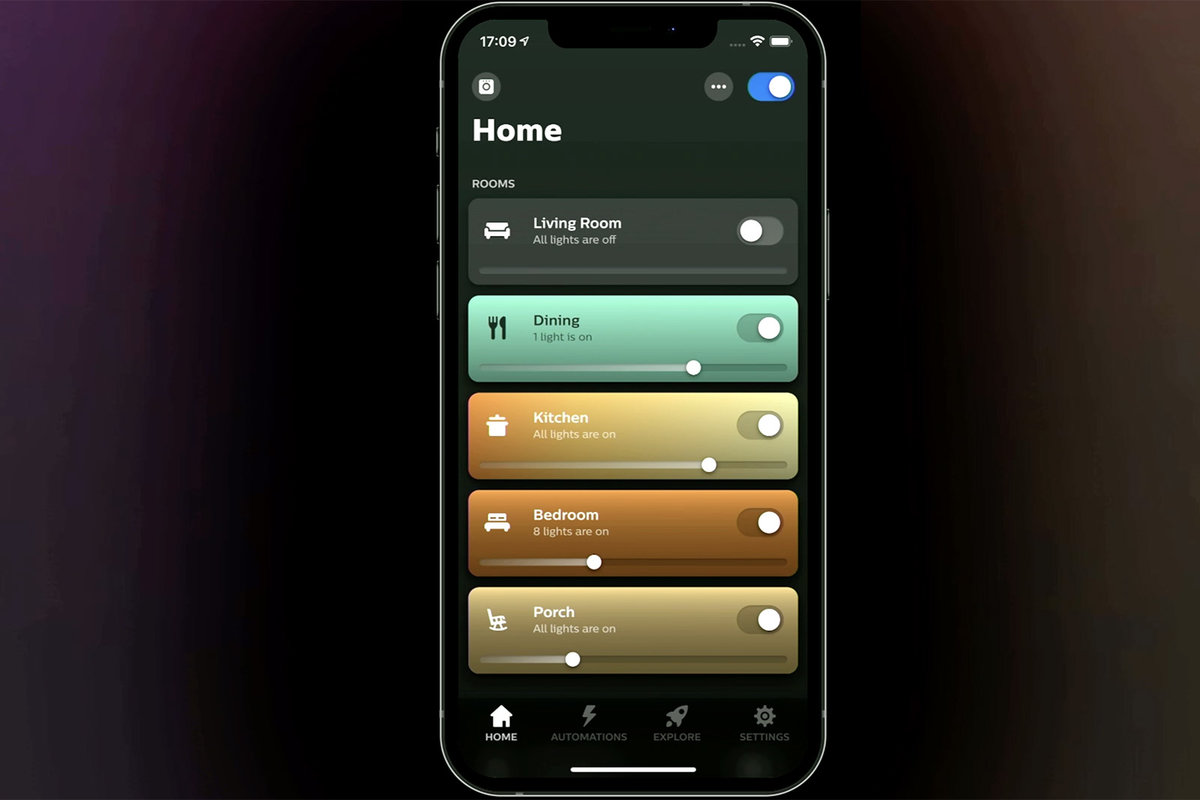 17:09
Home
ROOMS
Living Room
All lights are off
Dining
1 light is on
Kitchen
All lights are on
Bedroom
8 lights are on
Porch
All lights are on
HOME AUTOMATIONS EXPLORE SETTINGS